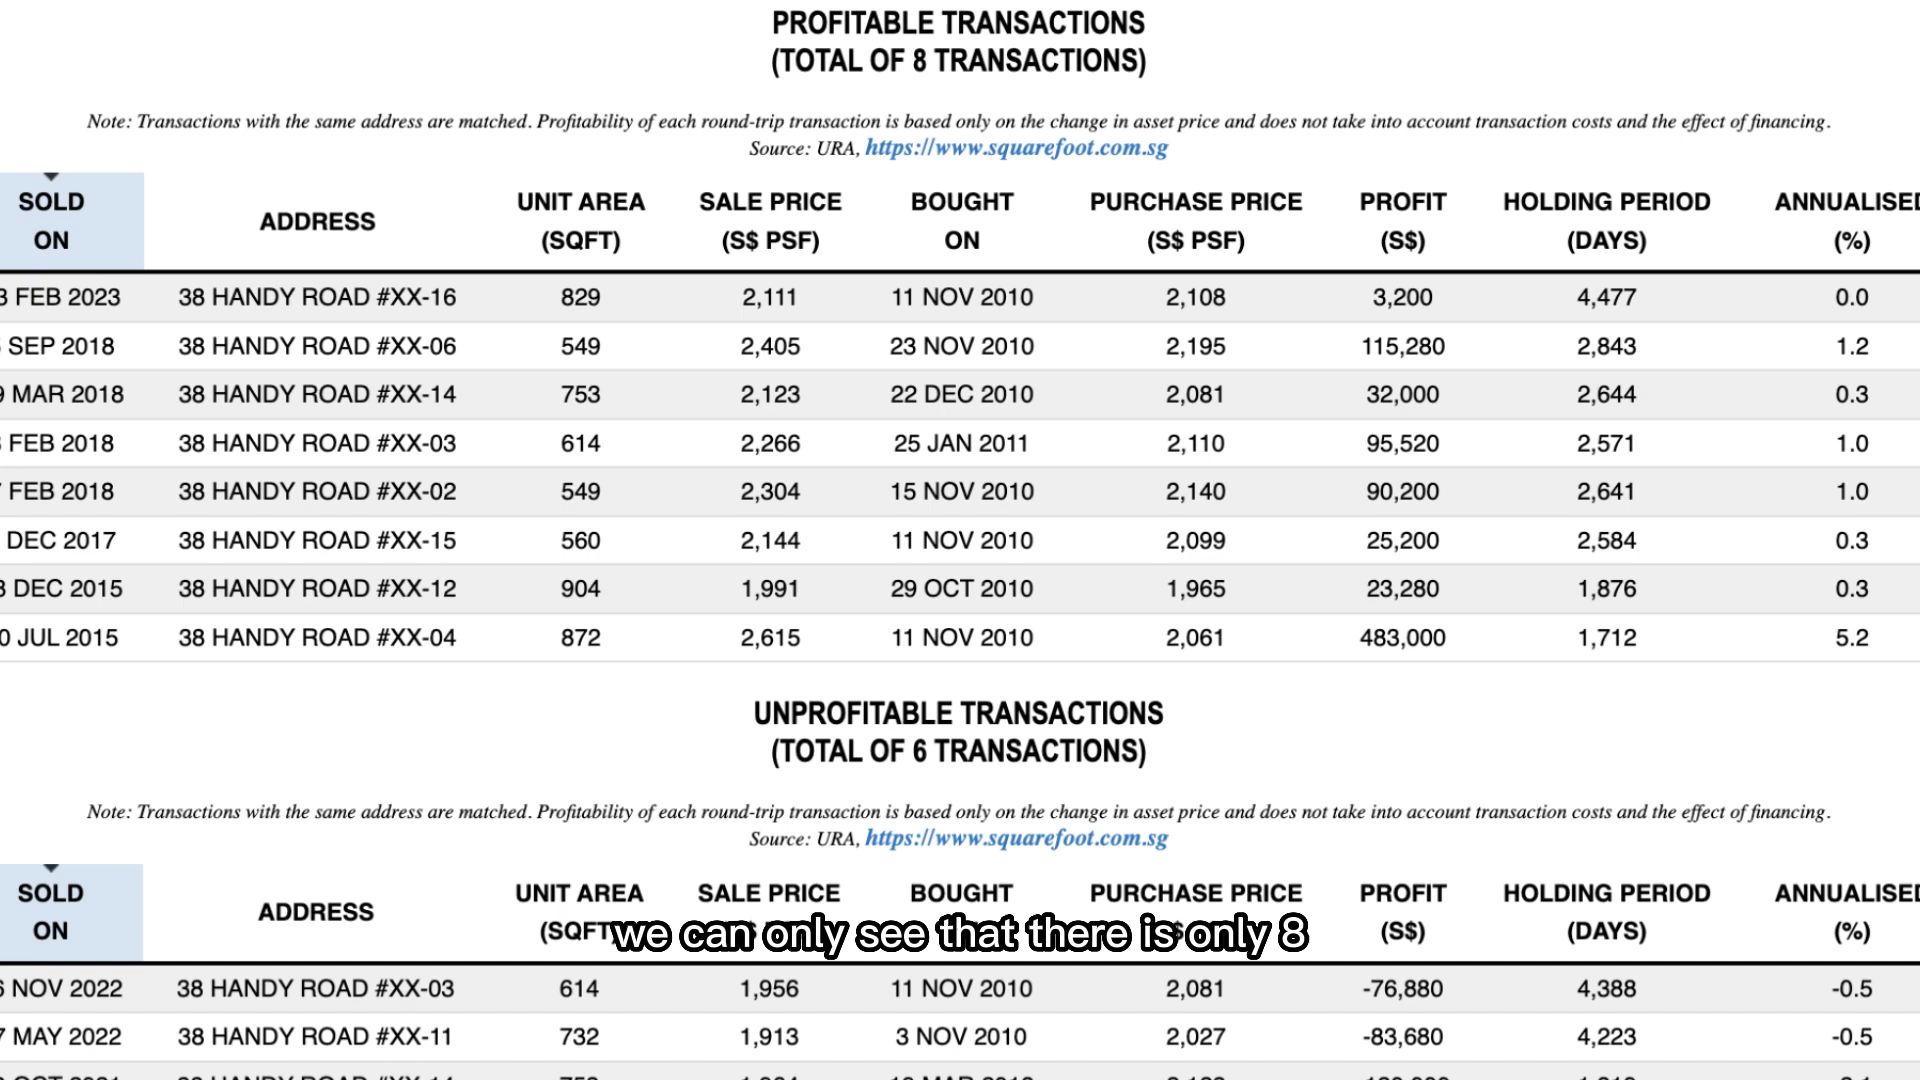 PROFITABLE TRANSACTIONS
(TOTAL OF 8 TRANSACTIONS)
Note: Transactions with the same address are matched. Profitability of each round-trip transaction is based only on the change in asset price and does not take into account transaction costs and the effect of financing.
Source: URA, https://www.squarefoot.com.sg
SOLD ON ADDRESS UNIT AREA (SQFT) SALE PRICE (S$ PSF) BOUGHT ON PURCHASE PRICE (S$ PSF) PROFIT (S$) HOLDING PERIOD (DAYS) ANNUALISED (%)
3 FEB 2023 38 HANDY ROAD #XX-16 829 2,111 11 NOV 2010 2,108 3,200 4,477 0.0
SEP 2018 38 HANDY ROAD #XX-06 549 2,405 23 NOV 2010 2,195 115,280 2,843 1.2
9 MAR 2018 38 HANDY ROAD #XX-14 753 2,123 22 DEC 2010 2,081 32,000 2,644 0.3
FEB 2018 38 HANDY ROAD #XX-03 614 2,266 25 JAN 2011 2,110 95,520 2,571 1.0
FEB 2018 38 HANDY ROAD #XX-02 549 2,304 15 NOV 2010 2,140 90,200 2,641 1.0
DEC 2017 38 HANDY ROAD #XX-15 560 2,144 11 NOV 2010 2,099 25,200 2,584 0.3
3 DEC 2015 38 HANDY ROAD #XX-12 904 1,991 29 OCT 2010 1,965 23,280 1,876 0.3
0 JUL 2015 38 HANDY ROAD #XX-04 872 2,615 11 NOV 2010 2,061 483,000 1,712 5.2
UNPROFITABLE TRANSACTIONS
(TOTAL OF 6 TRANSACTIONS)
Note: Transactions with the same address are matched. Profitability of each round-trip transaction is based only on the change in asset price and does not take into account transaction costs and the effect of financing.
Source: URA, https://www.squarefoot.com.sg
SOLD ON ADDRESS UNIT AREA (SQFT) SALE PRICE BOUGHT PURCHASE PRICE PROFIT (S$) HOLDING PERIOD (DAYS) ANNUALISED (%)
we can only see that there is only 8
6 NOV 2022 38 HANDY ROAD #XX-03 614 1,956 11 NOV 2010 2,081 -76,880 4,388 -0.5
7 MAY 2022 38 HANDY ROAD #XX-11 732 1,913 3 NOV 2010 2,027 -83,680 4,223 -0.5